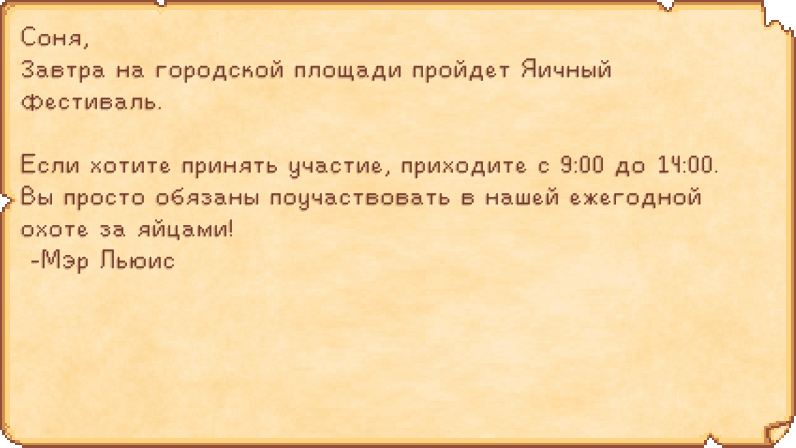 Соня,
Завтра на городской площади пройдет Яичный
Фестиваль.
Если хотите принять участие, приходите с 9:00 до 14:00.
Вы просто обязаны поучаствовать в нашей ежегодной
охоте за яйцами!
-Мэр Льюис